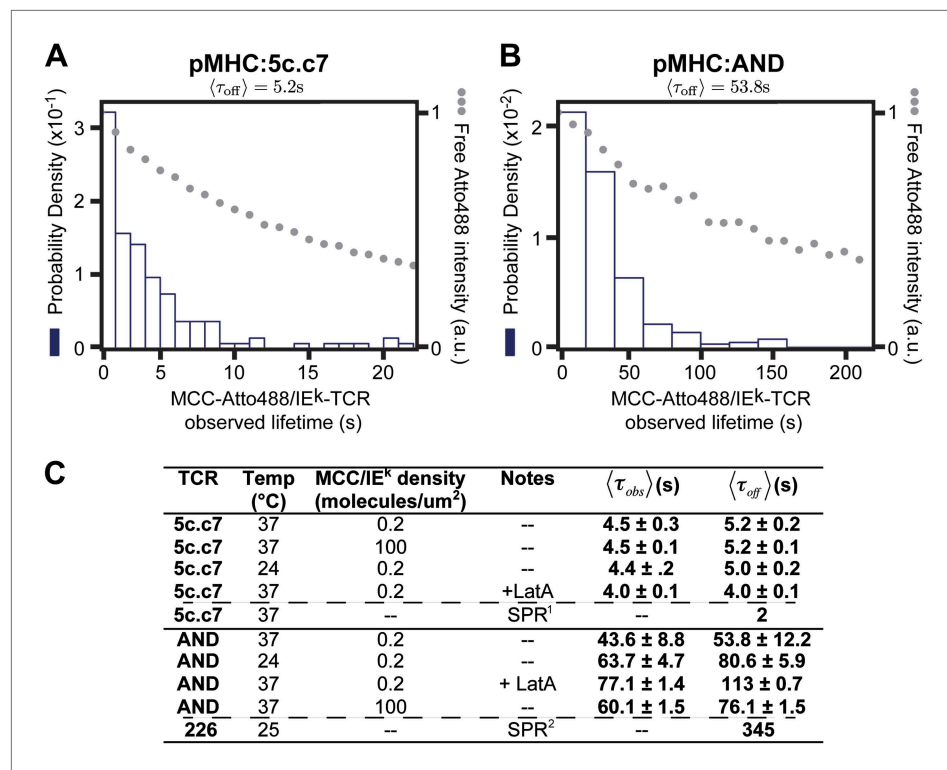 A
pMHC:5c.c7
⟨τoff⟩ = 5.2s
Probability Density (x10⁻¹)
3
2
1
0
0 5 10 15 20
MCC-Atto488/IEᵏ-TCR
observed lifetime (s)
1
0
Free Atto488 intensity (a.u.)
B
pMHC:AND
⟨τoff⟩ = 53.8s
Probability Density (x10⁻²)
2
1
0
0 50 100 150 200
MCC-Atto488/IEᵏ-TCR
observed lifetime (s)
1
0
Free Atto488 intensity (a.u.)
C
TCR Temp (°C) MCC/IEᵏ density (molecules/um²) Notes ⟨τobs⟩(s) ⟨τoff⟩(s)
5c.c7 37 0.2 -- 4.5 ± 0.3 5.2 ± 0.2
5c.c7 37 100 -- 4.5 ± 0.1 5.2 ± 0.1
5c.c7 24 0.2 -- 4.4 ± .2 5.0 ± 0.2
5c.c7 37 0.2 +LatA 4.0 ± 0.1 4.0 ± 0.1
5c.c7 37 -- SPR¹ -- 2
AND 37 0.2 -- 43.6 ± 8.8 53.8 ± 12.2
AND 24 0.2 -- 63.7 ± 4.7 80.6 ± 5.9
AND 37 0.2 + LatA 77.1 ± 1.4 113 ± 0.7
AND 37 100 -- 60.1 ± 1.5 76.1 ± 1.5
226 25 -- SPR² -- 345